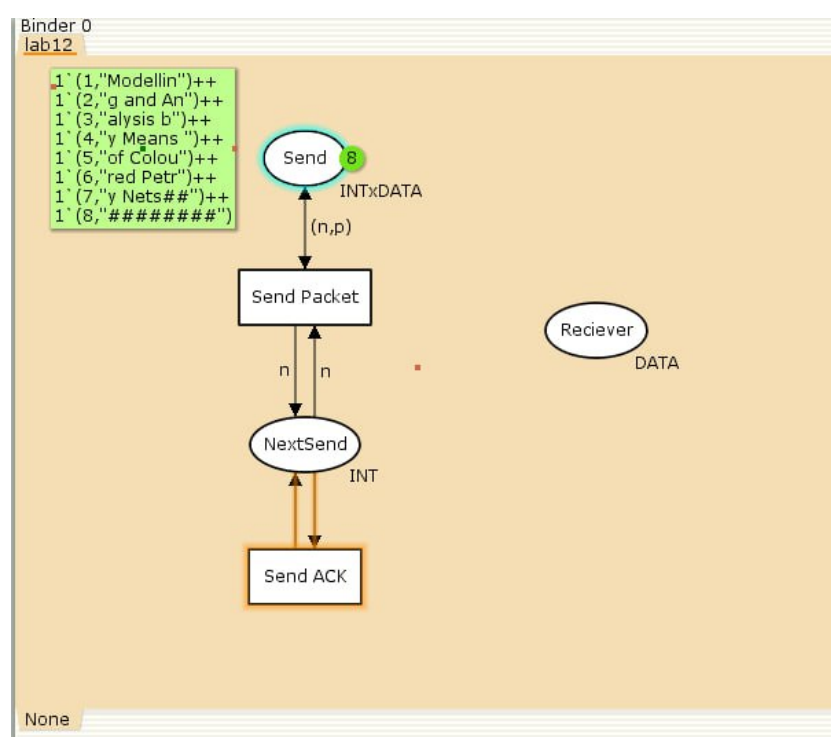 Binder 0
lab12
1`(1,"Modellin")++
1`(2,"g and An")++
1`(3,"alysis b")++
1`(4,"y Means ")++
1`(5,"of Colou")++
1`(6,"red Petr")++
1`(7,"y Nets##")++
1`(8,"########")
Send
8
INTxDATA
(n,p)
Send Packet
Reciever
DATA
n
n
NextSend
INT
Send ACK
None